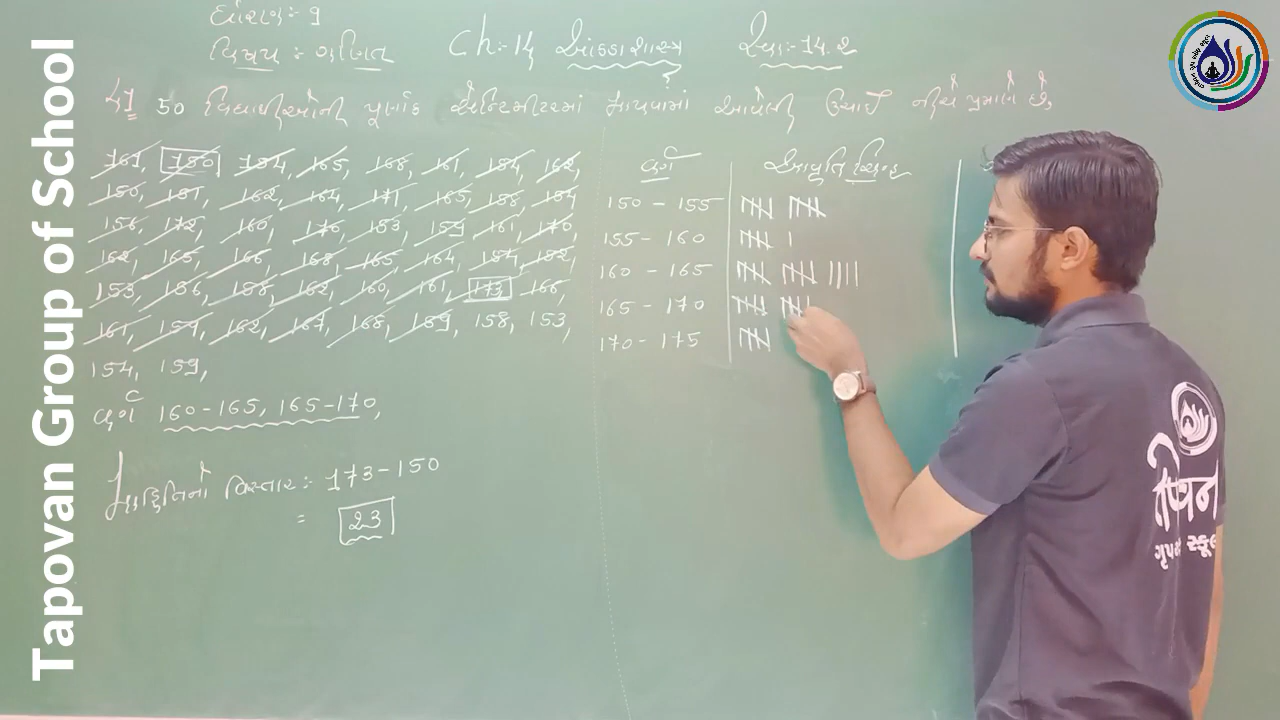 Tapovan Group of School
ધોરણ :- 9
વિષય : ગણિત
Ch:-14 આંકડાશાસ્ત્ર
સ્વા:-14.2
50 વિદ્યાર્થીઓની પૂર્ણાંક સેન્ટિમીટરમાં માપવામાં આવેલી ઉંચાઈ નીચે પ્રમાણે છે,
161, 150, 154, 165, 168, 161, 154, 162,
150, 151, 162, 164, 171, 165, 158, 154
156, 172, 160, 170, 153, 159, 161, 170,
162, 165, 166, 168, 165, 164, 154, 152,
153, 156, 158, 162, 160, 161, 173, 166,
161, 159, 162, 167, 168, 159, 158, 153,
154, 159,
વર્ગ 160-165, 165-170,
વિસ્તાર :- 173-150
= 23
વર્ગ આવૃત્તિ ચિહ્ન
150 - 155
155 - 160
160 - 165
165 - 170
170 - 175
તપોવન
ગૃપ સ્કૂલ